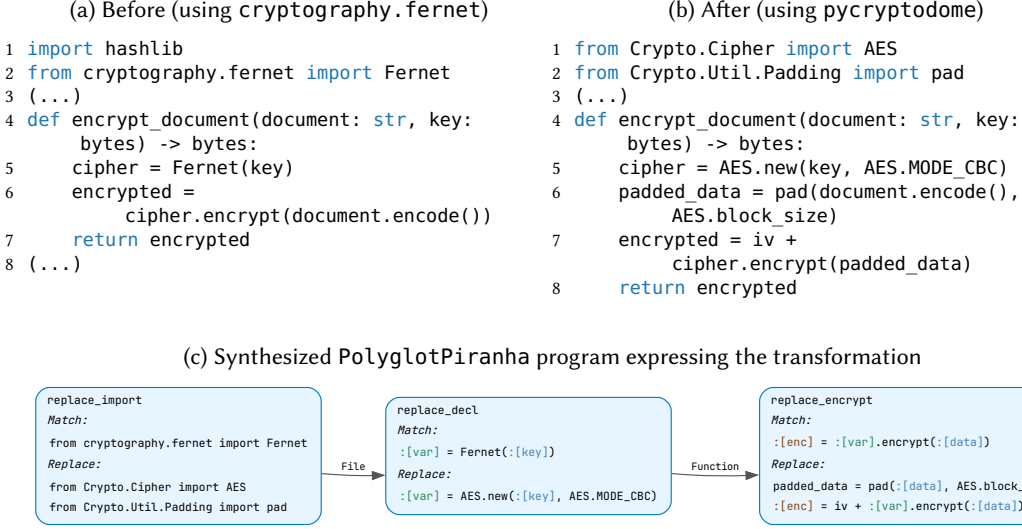 (a) Before (using cryptography.fernet)
1 import hashlib
2 from cryptography.fernet import Fernet
3 (...)
4 def encrypt_document(document: str, key:
bytes) -> bytes:
5 cipher = Fernet(key)
6 encrypted =
cipher.encrypt(document.encode())
7 return encrypted
8 (...)
(b) After (using pycryptodome)
1 from Crypto.Cipher import AES
2 from Crypto.Util.Padding import pad
3 (...)
4 def encrypt_document(document: str, key:
bytes) -> bytes:
5 cipher = AES.new(key, AES.MODE_CBC)
6 padded_data = pad(document.encode(),
AES.block_size)
7 encrypted = iv +
cipher.encrypt(padded_data)
8 return encrypted
(c) Synthesized PolyglotPiranha program expressing the transformation
replace_import
Match:
from cryptography.fernet import Fernet
Replace:
from Crypto.Cipher import AES
from Crypto.Util.Padding import pad
File
replace_decl
Match:
:[var] = Fernet(:[key])
Replace:
:[var] = AES.new(:[key], AES.MODE_CBC)
Function
replace_encrypt
Match:
:[enc] = :[var].encrypt(:[data])
Replace:
padded_data = pad(:[data], AES.block_
:[enc] = iv + :[var].encrypt(:[data])